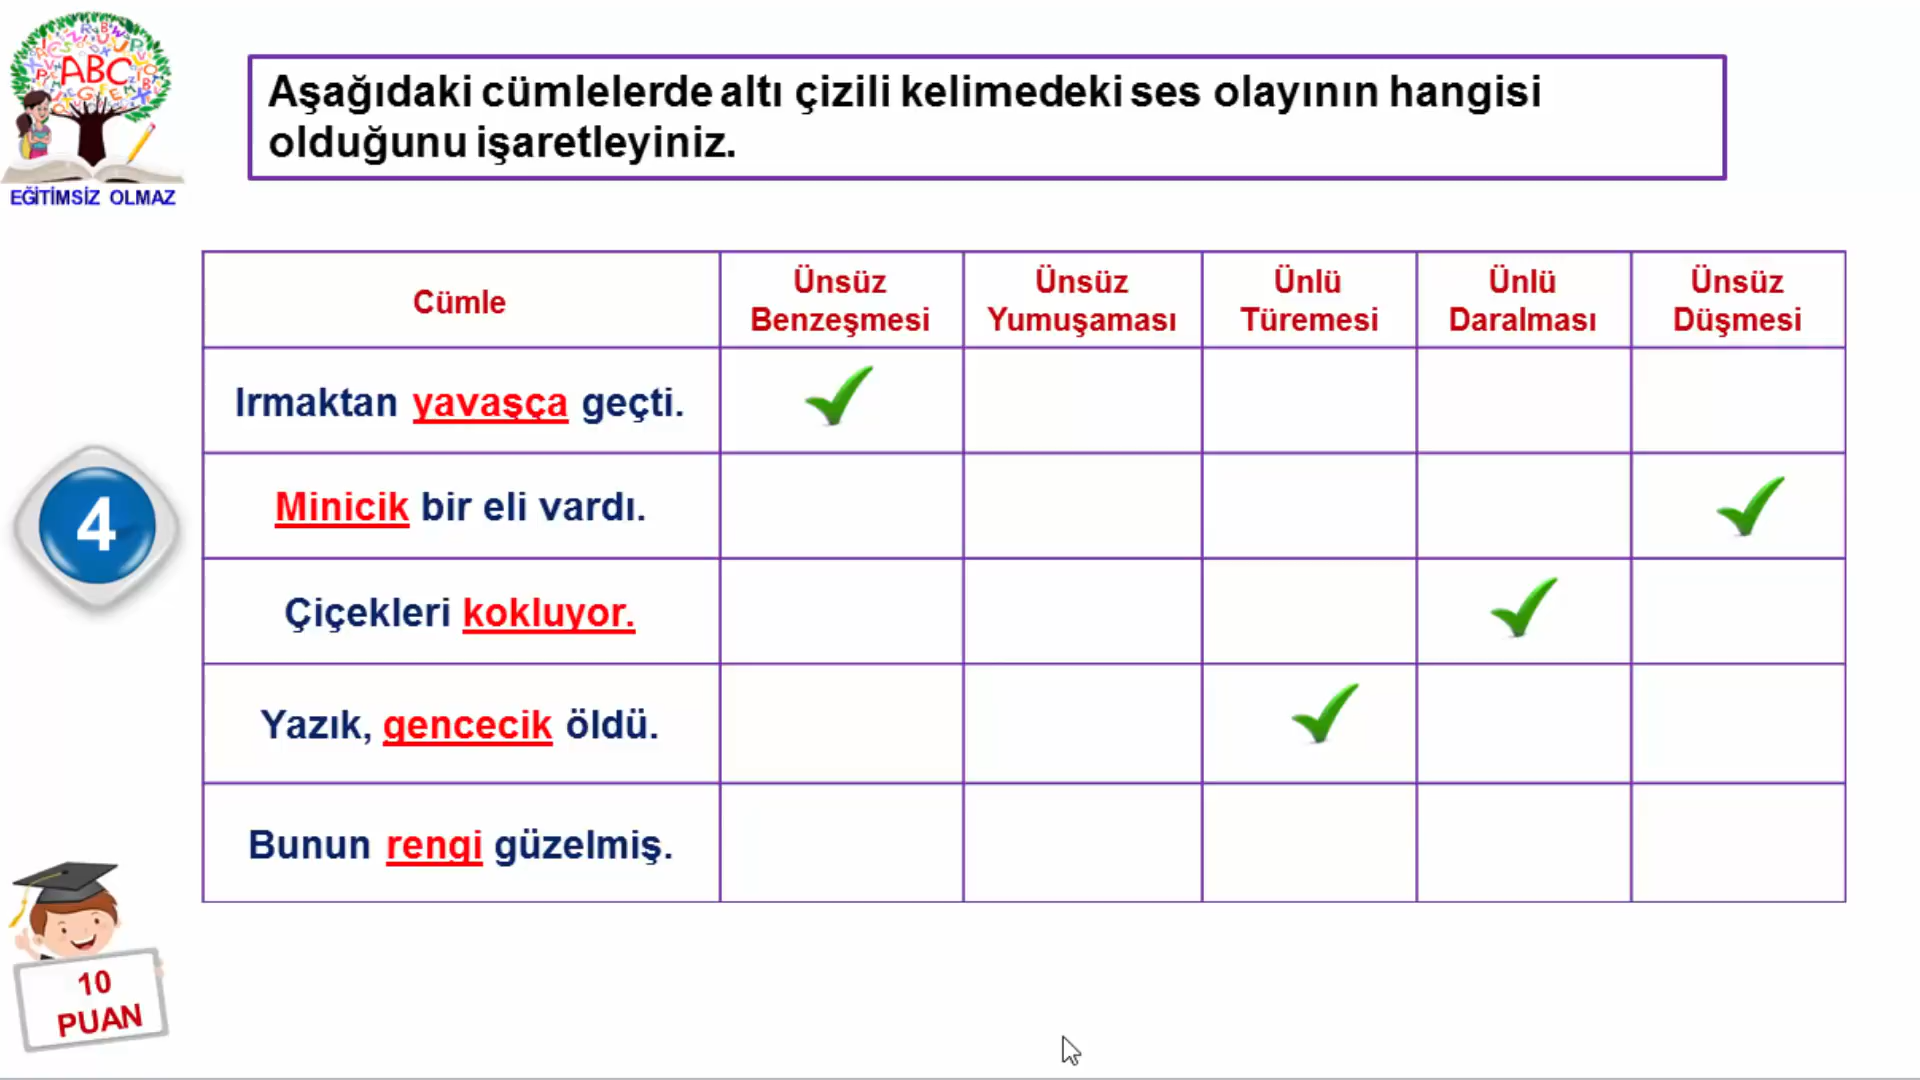 ABC
EĞİTİMSİZ OLMAZ
Aşağıdaki cümlelerde altı çizili kelimedeki ses olayının hangisi
olduğunu işaretleyiniz.
Cümle
Ünsüz
Benzeşmesi
Ünsüz
Yumuşaması
Ünlü
Türemesi
Ünlü
Daralması
Ünsüz
Düşmesi
Irmaktan yavaşça geçti.
Minicik bir eli vardı.
Çiçekleri kokluyor.
Yazık, gencecik öldü.
Bunun rengi güzelmiş.
4
10
PUAN